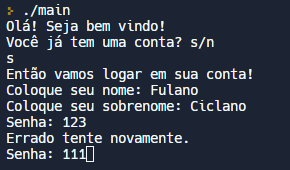 > ./main
Olá! Seja bem vindo!
Você já tem uma conta? s/n
s
Então vamos logar em sua conta!
Coloque seu nome: Fulano
Coloque seu sobrenome: Ciclano
Senha: 123
Errado tente novamente.
Senha: 111